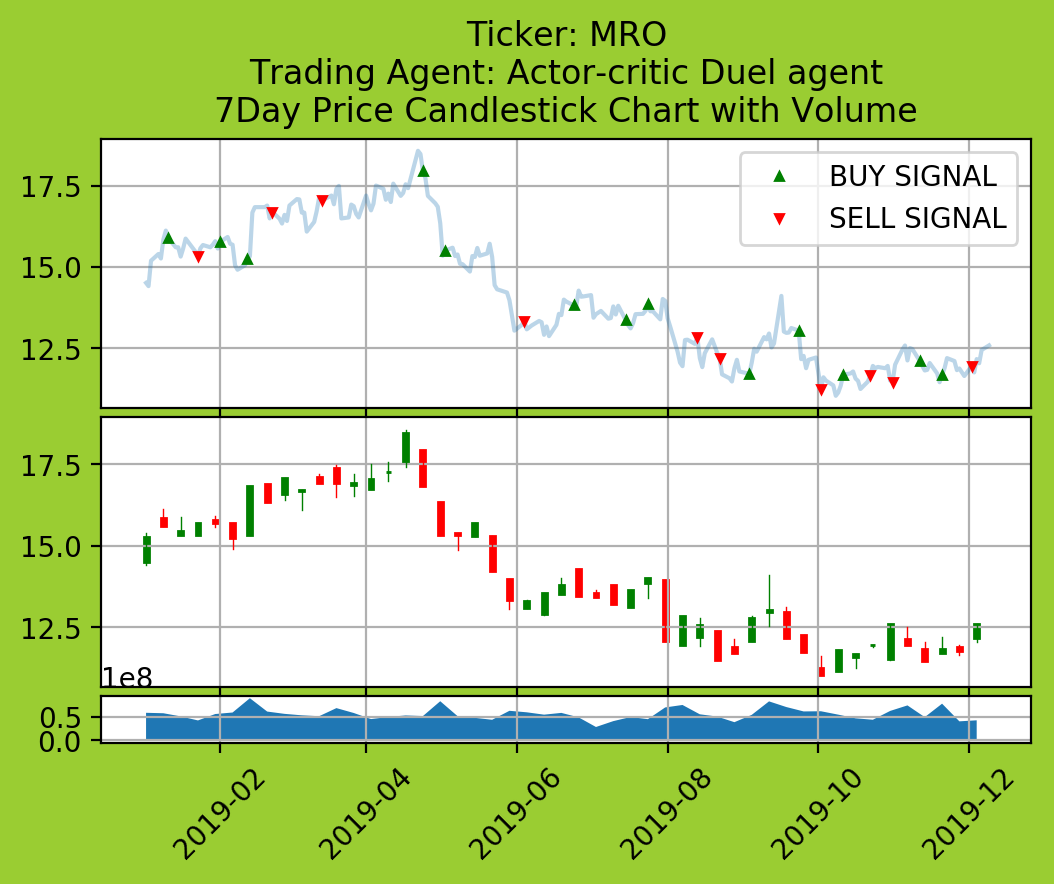 Ticker: MRO
Trading Agent: Actor-critic Duel agent
7Day Price Candlestick Chart with Volume
BUY SIGNAL
SELL SIGNAL
17.5
15.0
12.5
17.5
15.0
12.5
1e8
0.5
0.0
2019-02
2019-04
2019-06
2019-08
2019-10
2019-12